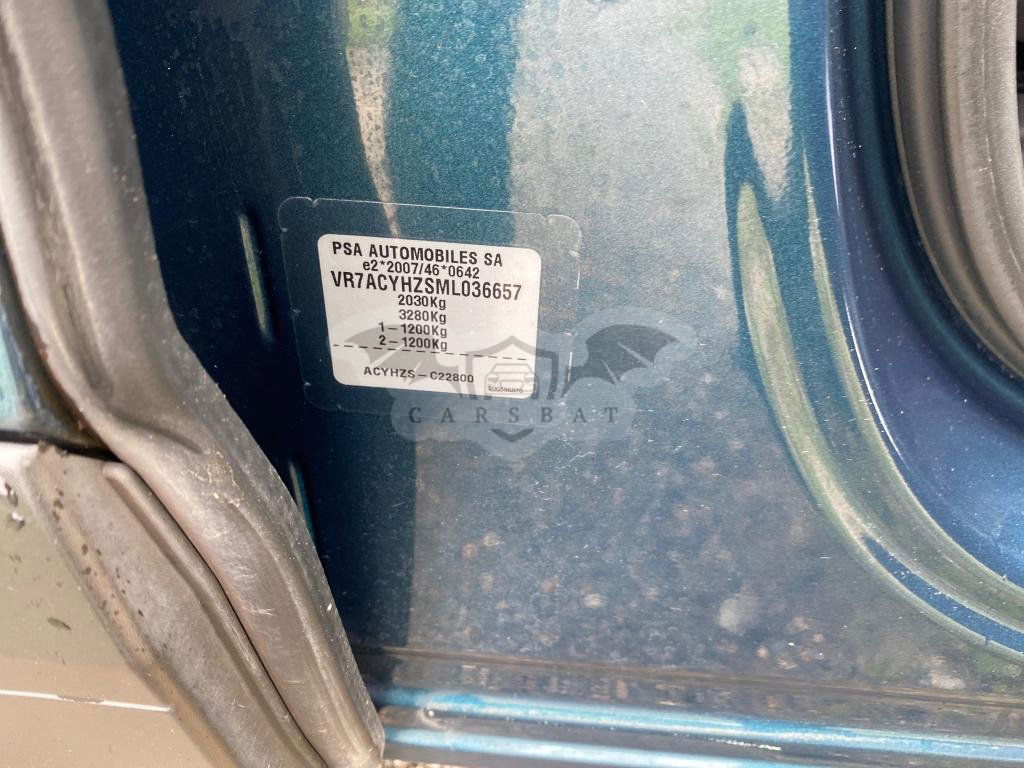 PSA AUTOMOBILES SA
e2*2007/46*0642
VR7ACYHZSML036657
2030Kg
3280Kg
1-1200Kg
2-1200Kg
ACYHZS-C22800
CARSBAT